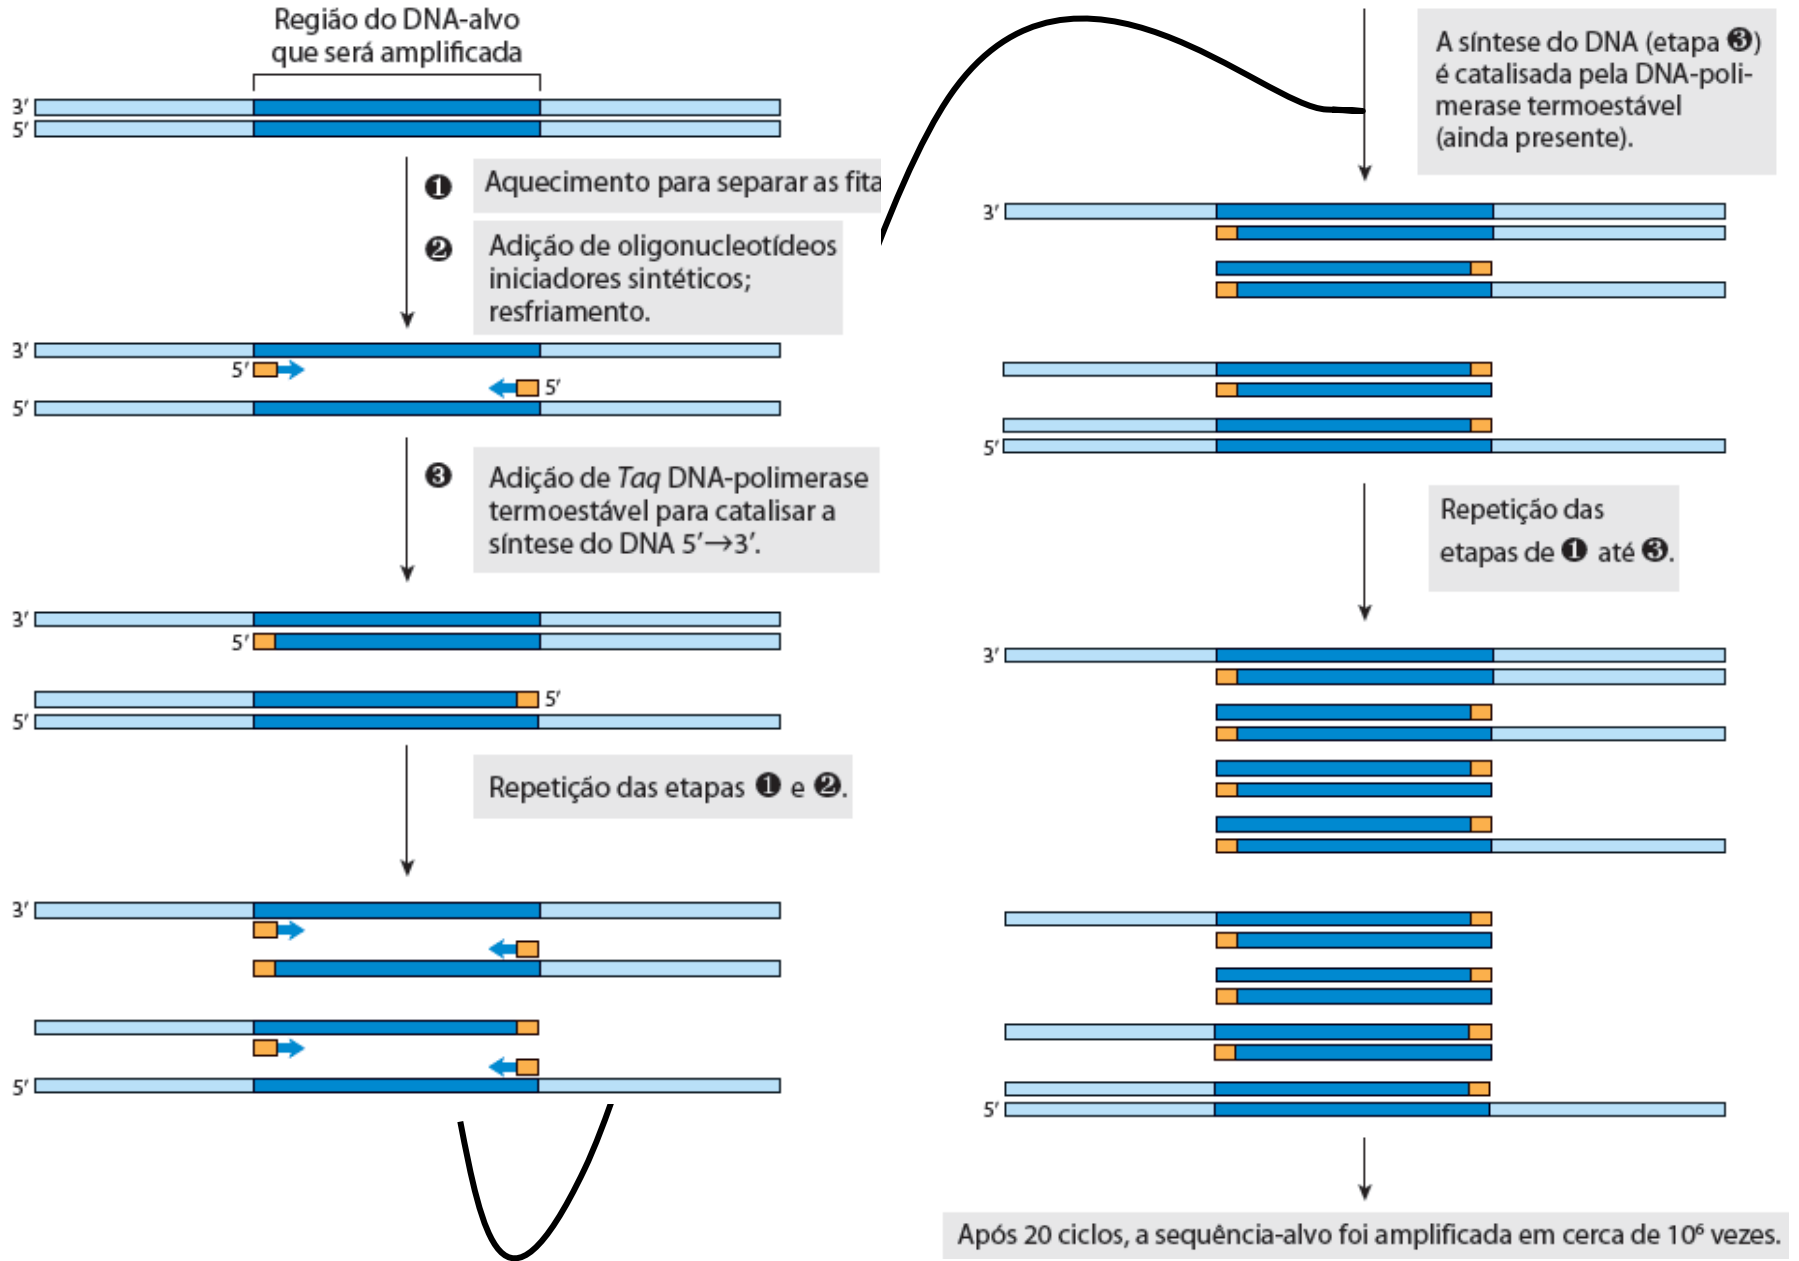 Região do DNA-alvo
que será amplificada
3′
5′
❶ Aquecimento para separar as fita
❷ Adição de oligonucleotídeos
iniciadores sintéticos;
resfriamento.
3′
5′
5′
5′
❸ Adição de Taq DNA-polimerase
termoestável para catalisar a
síntese do DNA 5′→3′.
3′
5′
5′
5′
Repetição das etapas ❶ e ❷.
3′
5′
A síntese do DNA (etapa ❸)
é catalisada pela DNA-poli-
merase termoestável
(ainda presente).
3′
5′
Repetição das
etapas de ❶ até ❸.
3′
5′
Após 20 ciclos, a sequência-alvo foi amplificada em cerca de 10⁶ vezes.